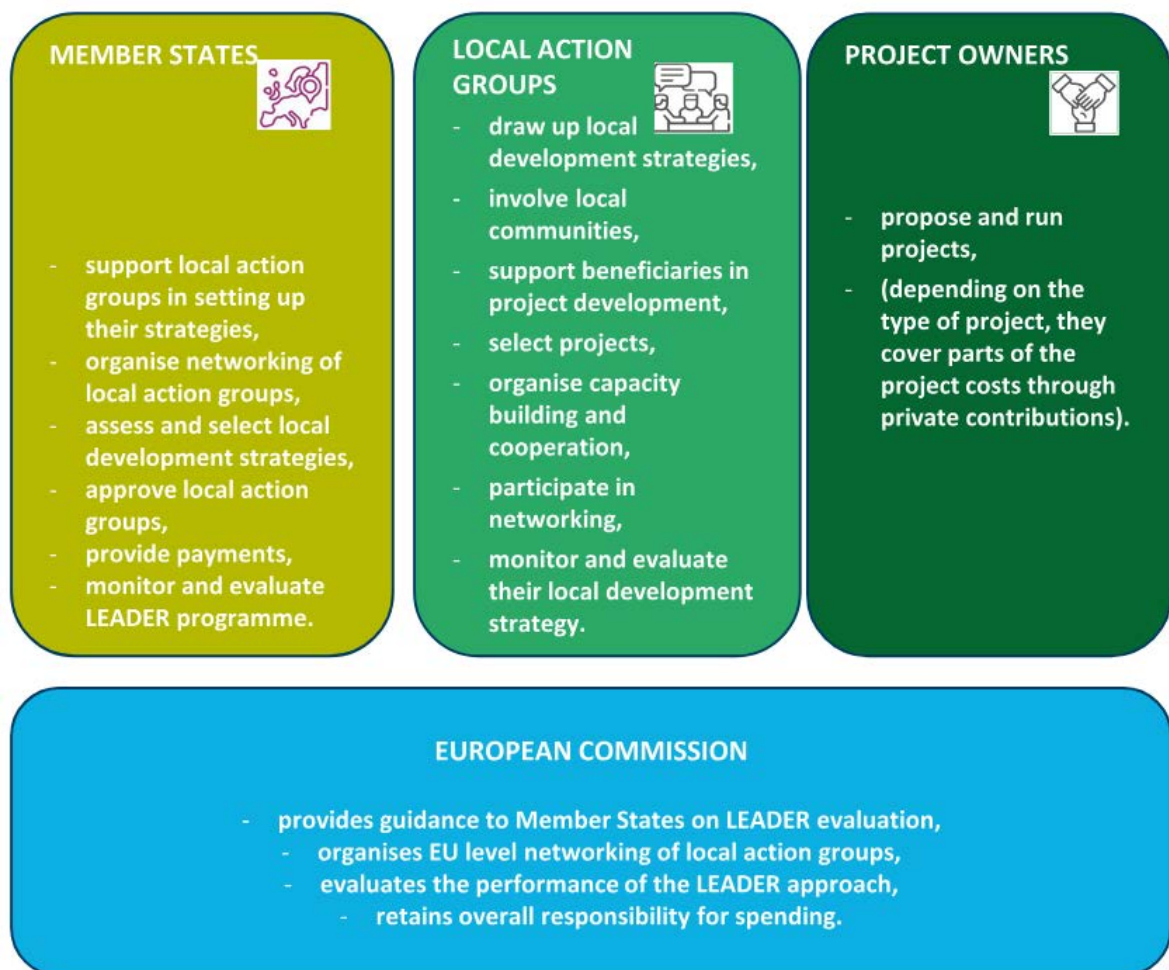 MEMBER STATES
- support local action
groups in setting up
their strategies,
- organise networking of
local action groups,
- assess and select local
development strategies,
- approve local action
groups,
- provide payments,
- monitor and evaluate
LEADER programme.
LOCAL ACTION
GROUPS
- draw up local
development strategies,
- involve local
communities,
- support beneficiaries in
project development,
- select projects,
- organise capacity
building and
cooperation,
- participate in
networking,
- monitor and evaluate
their local development
strategy.
PROJECT OWNERS
- propose and run
projects,
- (depending on the
type of project, they
cover parts of the
project costs through
private contributions).
EUROPEAN COMMISSION
- provides guidance to Member States on LEADER evaluation,
- organises EU level networking of local action groups,
- evaluates the performance of the LEADER approach,
- retains overall responsibility for spending.